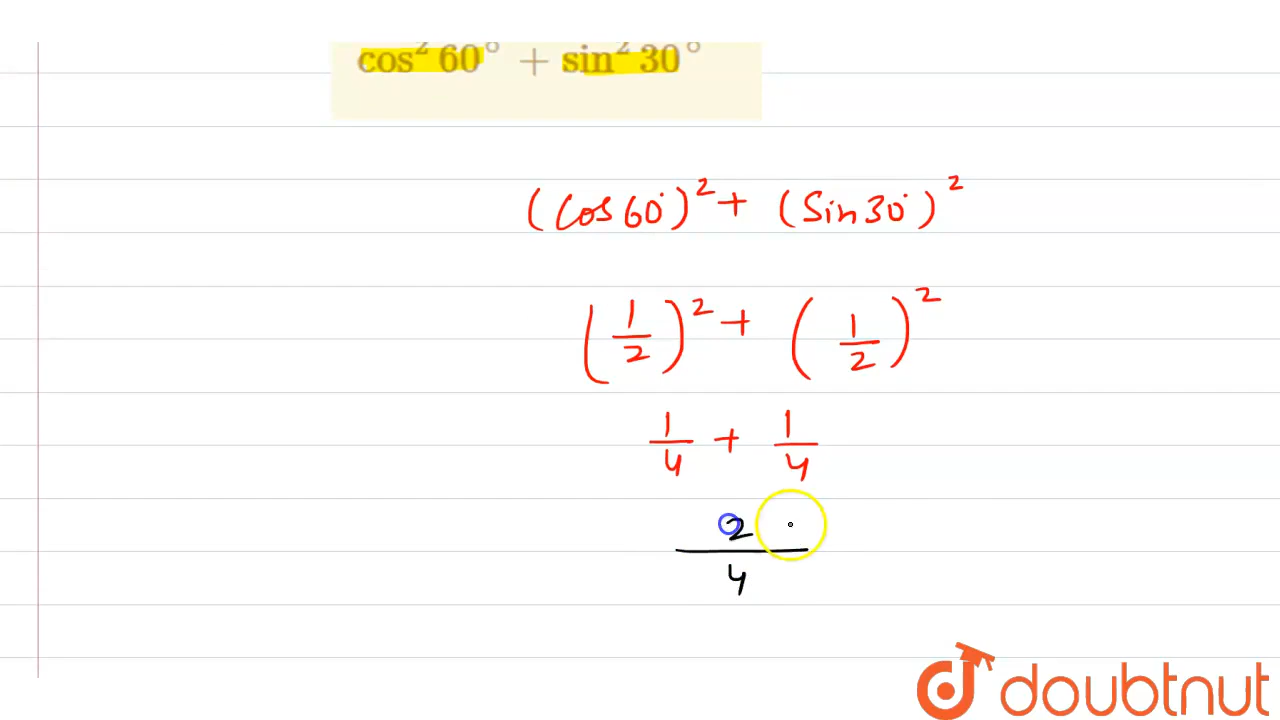 cos² 60° + sin² 30°
(Cos 60°)² + (Sin 30°)²
(1/2)² + (1/2)²
1/4 + 1/4
2/4
doubtnut